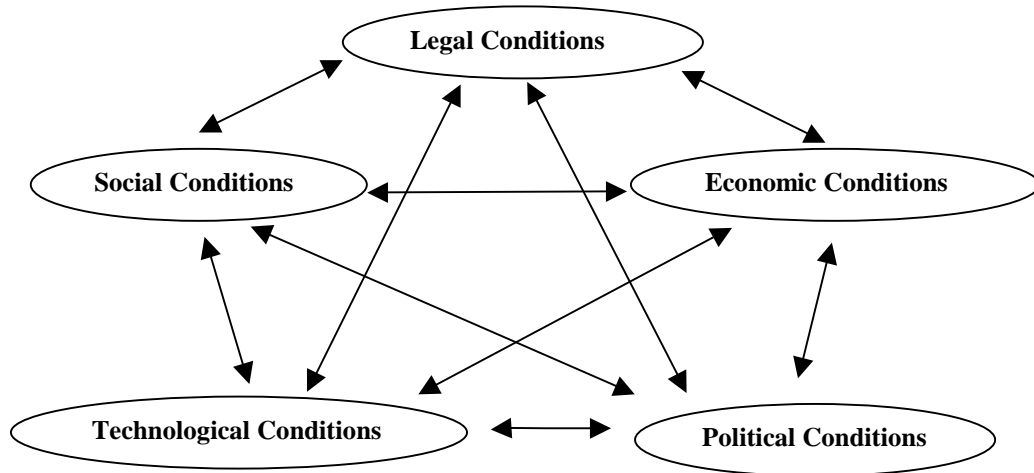 Legal Conditions
Social Conditions
Economic Conditions
Technological Conditions
Political Conditions